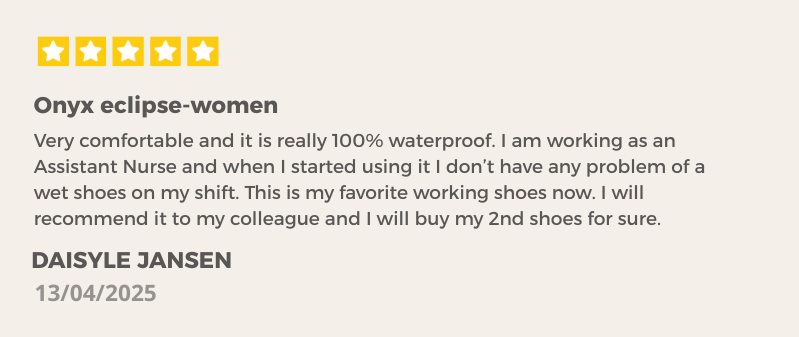 Onyx eclipse-women
Very comfortable and it is really 100% waterproof. I am working as an
Assistant Nurse and when I started using it I don’t have any problem of a
wet shoes on my shift. This is my favorite working shoes now. I will
recommend it to my colleague and I will buy my 2nd shoes for sure.
DAISYLE JANSEN
13/04/2025